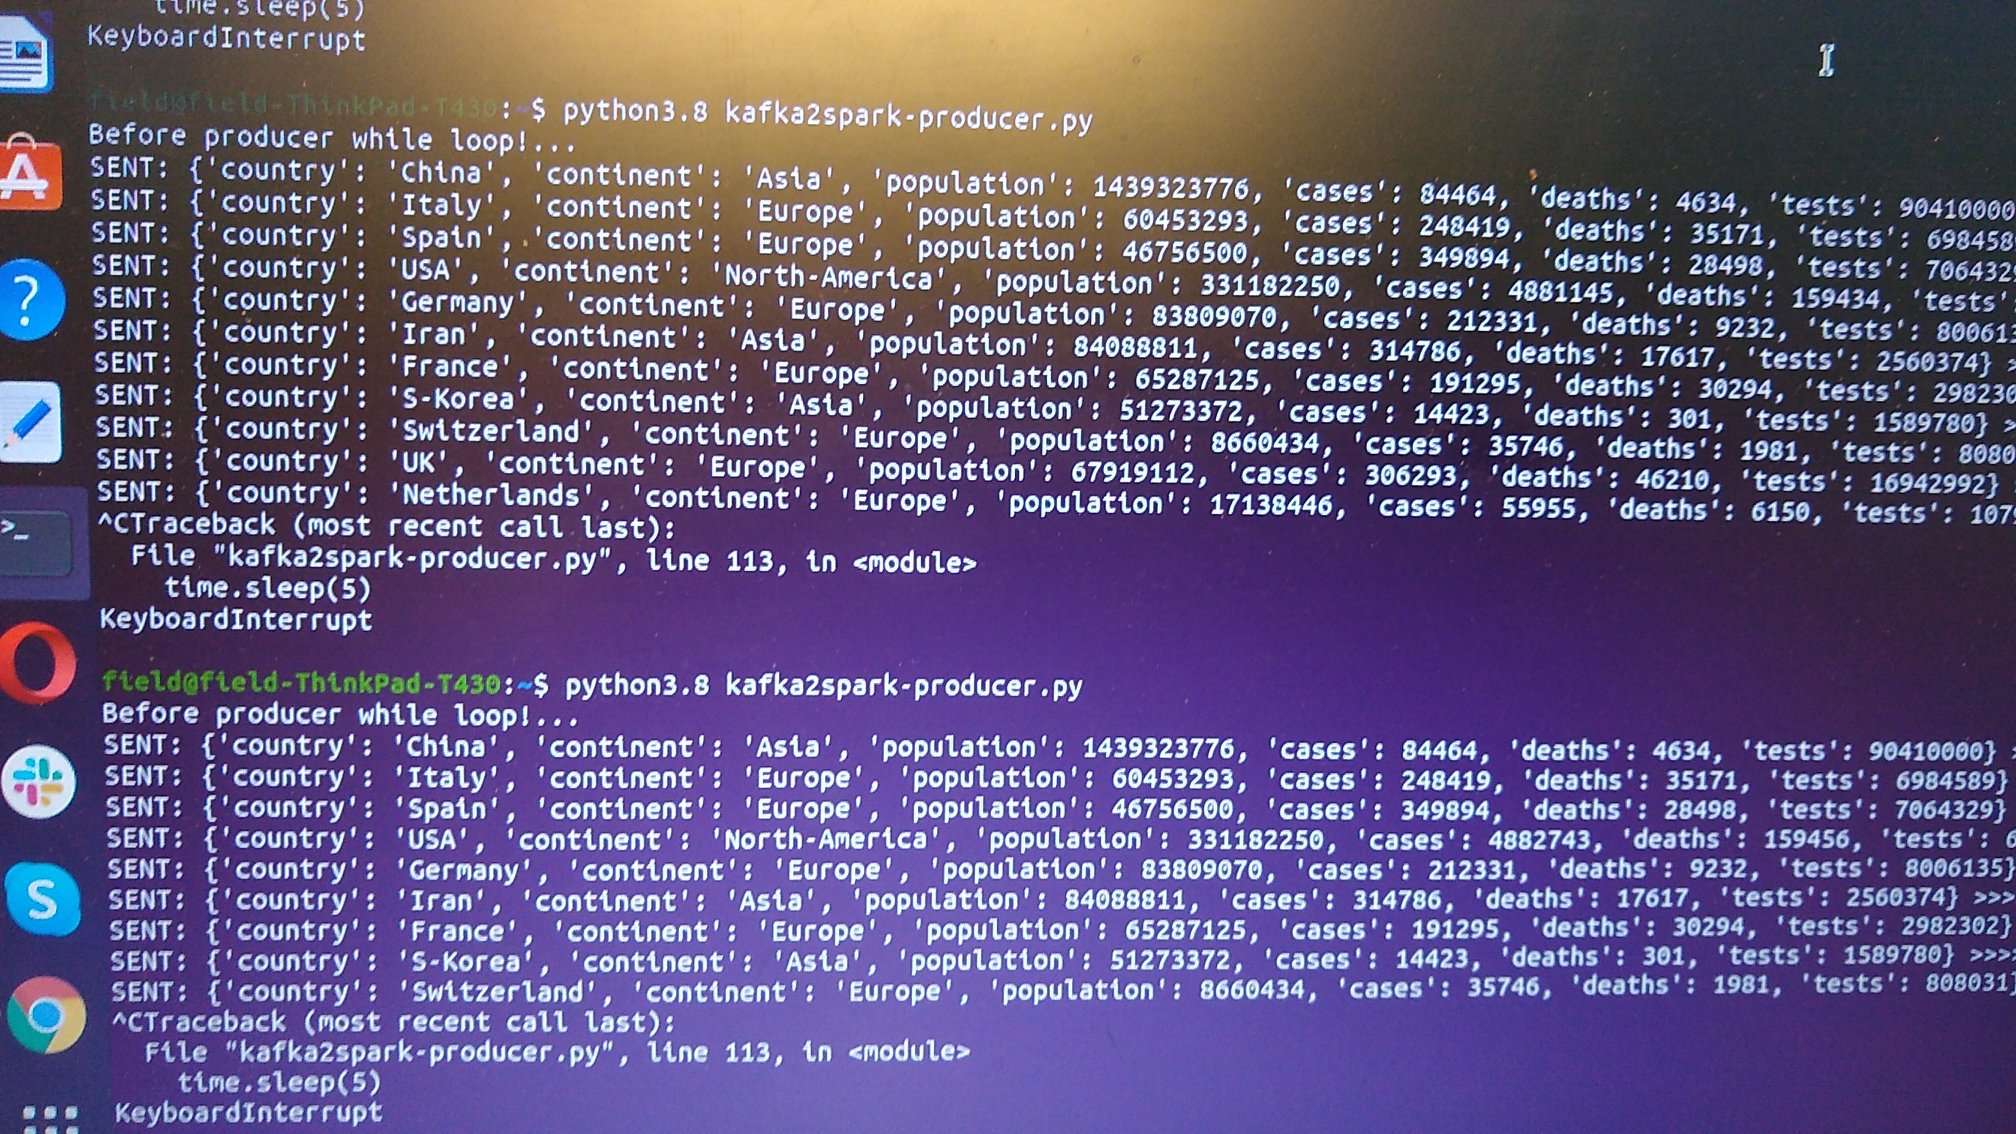 time.sleep(5)
KeyboardInterrupt
field@field-ThinkPad-T430:~$ python3.8 kafka2spark-producer.py
Before producer while loop!...
SENT: {'country': 'China', 'continent': 'Asia', 'population': 1439323776, 'cases': 84464, 'deaths': 4634, 'tests': 90410000
SENT: {'country': 'Italy', 'continent': 'Europe', 'population': 60453293, 'cases': 248419, 'deaths': 35171, 'tests': 698458
SENT: {'country': 'Spain', 'continent': 'Europe', 'population': 46756500, 'cases': 349894, 'deaths': 28498, 'tests': 706432
SENT: {'country': 'USA', 'continent': 'North-America', 'population': 331182250, 'cases': 4881145, 'deaths': 159434, 'tests'
SENT: {'country': 'Germany', 'continent': 'Europe', 'population': 83809070, 'cases': 212331, 'deaths': 9232, 'tests': 80061
SENT: {'country': 'Iran', 'continent': 'Asia', 'population': 84088811, 'cases': 314786, 'deaths': 17617, 'tests': 2560374} >
SENT: {'country': 'France', 'continent': 'Europe', 'population': 65287125, 'cases': 191295, 'deaths': 30294, 'tests': 298230
SENT: {'country': 'S-Korea', 'continent': 'Asia', 'population': 51273372, 'cases': 14423, 'deaths': 301, 'tests': 1589780} >
SENT: {'country': 'Switzerland', 'continent': 'Europe', 'population': 8660434, 'cases': 35746, 'deaths': 1981, 'tests': 8080
SENT: {'country': 'UK', 'continent': 'Europe', 'population': 67919112, 'cases': 306293, 'deaths': 46210, 'tests': 16942992}
SENT: {'country': 'Netherlands', 'continent': 'Europe', 'population': 17138446, 'cases': 55955, 'deaths': 6150, 'tests': 107
^CTraceback (most recent call last):
File "kafka2spark-producer.py", line 113, in <module>
time.sleep(5)
KeyboardInterrupt
field@field-ThinkPad-T430:~$ python3.8 kafka2spark-producer.py
Before producer while loop!...
SENT: {'country': 'China', 'continent': 'Asia', 'population': 1439323776, 'cases': 84464, 'deaths': 4634, 'tests': 90410000}
SENT: {'country': 'Italy', 'continent': 'Europe', 'population': 60453293, 'cases': 248419, 'deaths': 35171, 'tests': 6984589}
SENT: {'country': 'Spain', 'continent': 'Europe', 'population': 46756500, 'cases': 349894, 'deaths': 28498, 'tests': 7064329}
SENT: {'country': 'USA', 'continent': 'North-America', 'population': 331182250, 'cases': 4882743, 'deaths': 159456, 'tests': 6
SENT: {'country': 'Germany', 'continent': 'Europe', 'population': 83809070, 'cases': 212331, 'deaths': 9232, 'tests': 8006135}
SENT: {'country': 'Iran', 'continent': 'Asia', 'population': 84088811, 'cases': 314786, 'deaths': 17617, 'tests': 2560374} >>>
SENT: {'country': 'France', 'continent': 'Europe', 'population': 65287125, 'cases': 191295, 'deaths': 30294, 'tests': 2982302}
SENT: {'country': 'S-Korea', 'continent': 'Asia', 'population': 51273372, 'cases': 14423, 'deaths': 301, 'tests': 1589780} >>>
SENT: {'country': 'Switzerland', 'continent': 'Europe', 'population': 8660434, 'cases': 35746, 'deaths': 1981, 'tests': 808031}
^CTraceback (most recent call last):
File "kafka2spark-producer.py", line 113, in <module>
time.sleep(5)
KeyboardInterrupt